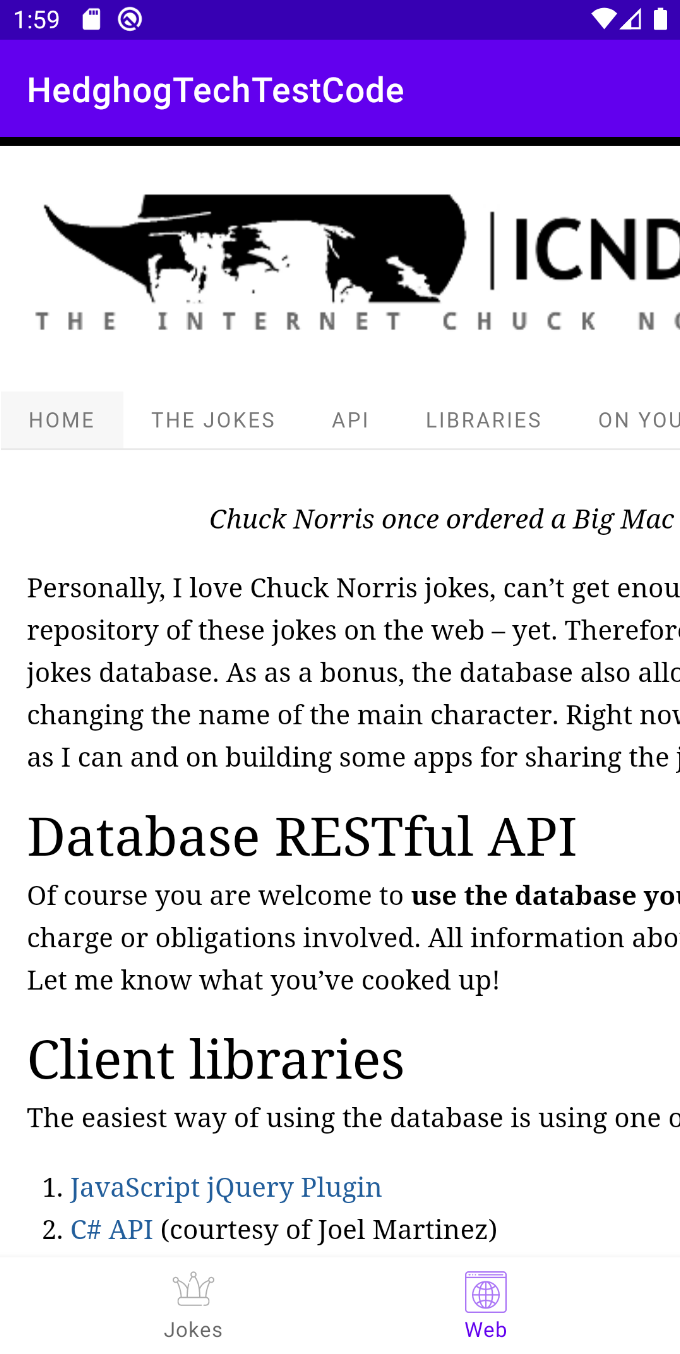 1:59
HedghogTechTestCode
ICND
THE INTERNET CHUCK NO
HOME THE JOKES API LIBRARIES ON YOU
Chuck Norris once ordered a Big Mac
Personally, I love Chuck Norris jokes, can’t get enou
repository of these jokes on the web – yet. Therefore
jokes database. As as a bonus, the database also allo
changing the name of the main character. Right now
as I can and on building some apps for sharing the j
Database RESTful API
Of course you are welcome to use the database you
charge or obligations involved. All information abo
Let me know what you’ve cooked up!
Client libraries
The easiest way of using the database is using one o
1. JavaScript jQuery Plugin
2. C# API (courtesy of Joel Martinez)
Jokes Web